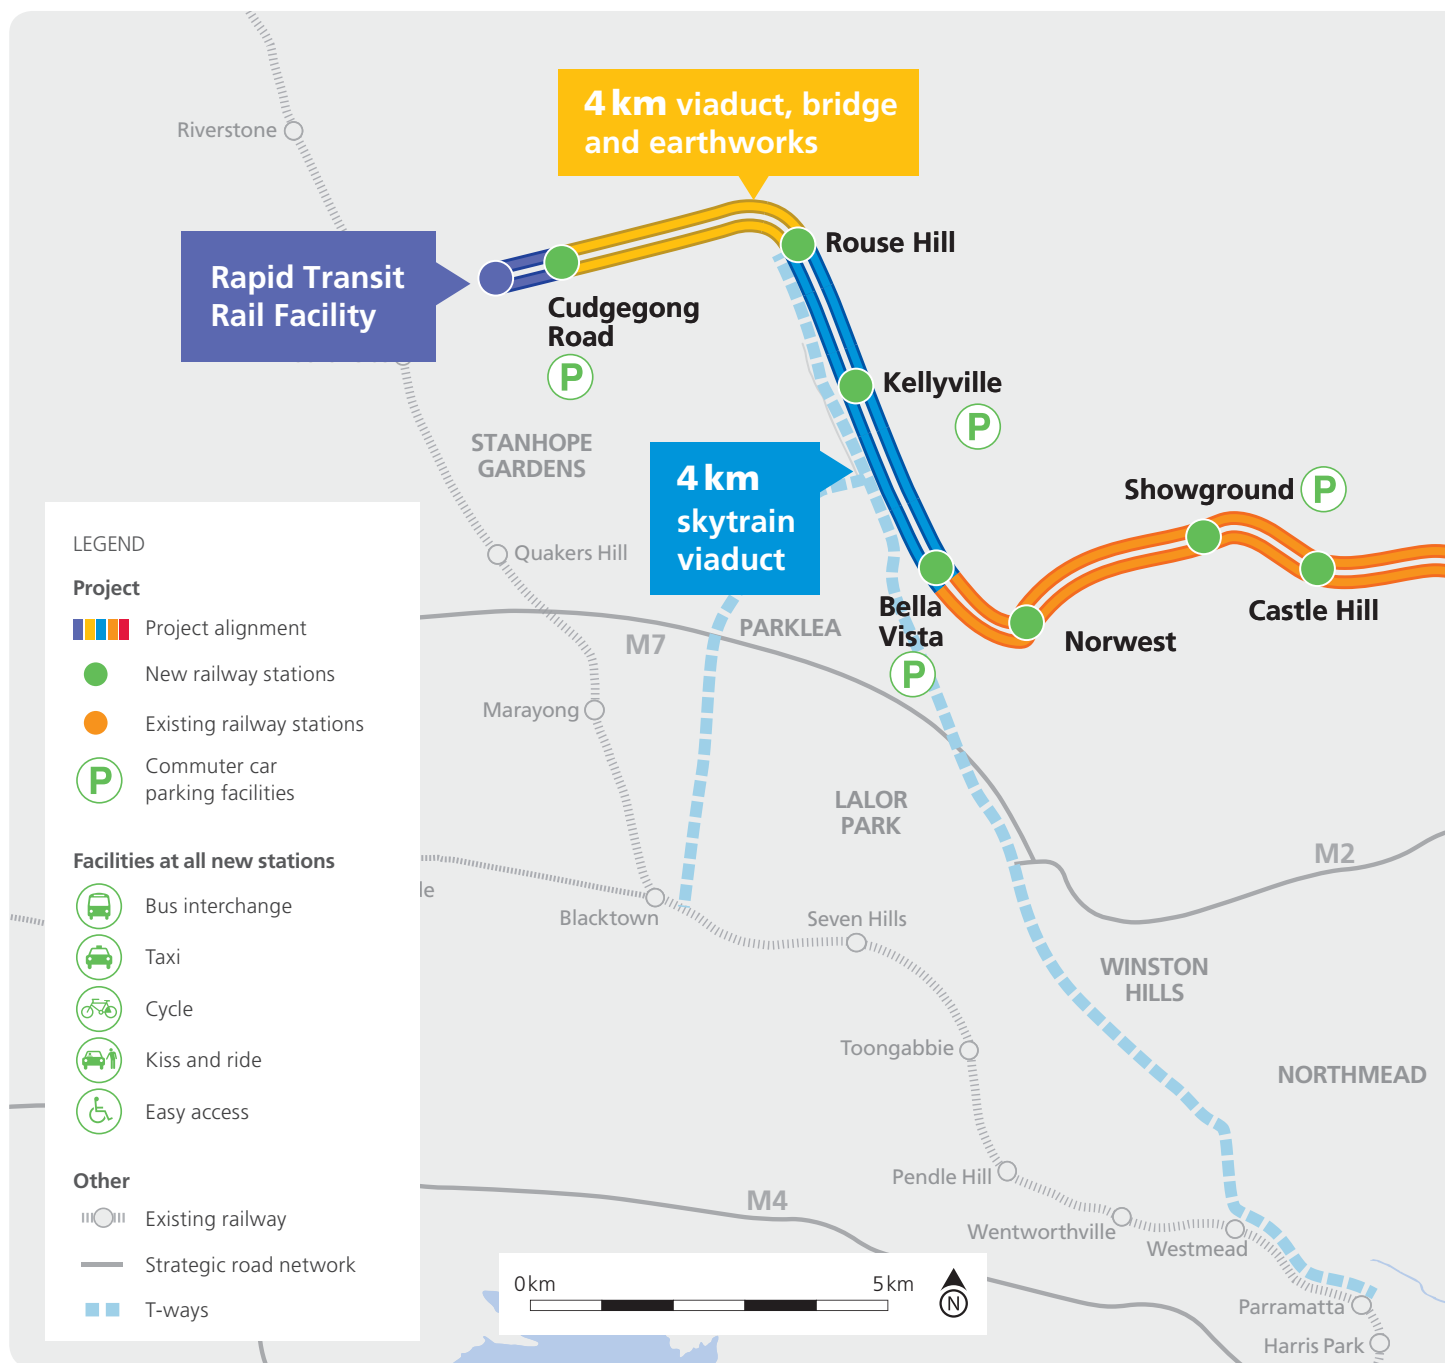 4 km viaduct, bridge
and earthworks
Riverstone
Rouse Hill
Rapid Transit
Rail Facility
Cudgegong
Road
P
Kellyville
P
STANHOPE
GARDENS
4 km
skytrain
viaduct
Showground
P
Castle Hill
Quakers Hill
Bella
Vista
P
Norwest
PARKLEA
M7
Marayong
LALOR
PARK
M2
Blacktown
Seven Hills
WINSTON
HILLS
Toongabbie
NORTHMEAD
Pendle Hill
M4
Wentworthville
Westmead
Parramatta
Harris Park
LEGEND
Project
Project alignment
New railway stations
Existing railway stations
P
Commuter car
parking facilities
Facilities at all new stations
Bus interchange
Taxi
Cycle
Kiss and ride
Easy access
Other
Existing railway
Strategic road network
T-ways
0 km
5 km
N